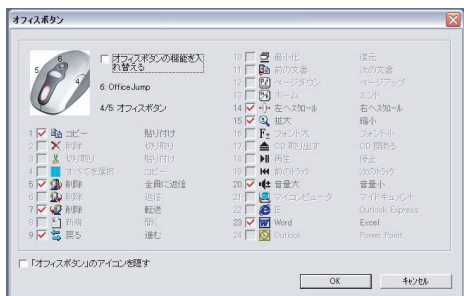 オフィスボタン
5
6
4
オフィスボタンの機能を入
れ替える
6: OfficeJump
4/5: オフィスボタン
1 コピー 貼り付け
2 削除 切り取り
3 切り取り 貼り付け
4 すべてを選択 コピー
5 削除 全員に返信
6 削除 返信
7 削除 転送
8 新規 開く
9 戻る 進む
10 最小化 復元
11 前の文書 次の文書
12 ページダウン ページアップ
13 ホーム エンド
14 左へスクロール 右へスクロール
15 拡大 縮小
16 フォント大 フォント小
17 CD 取り出す CD 閉める
18 再生 停止
19 前のトラック 次のトラック
20 音量大 音量小
21 マイコンピュータ マイドキュメント
22 IE Outlook Express
23 Word Excel
24 Outlook Power Point
「オフィスボタン」のアイコンを隠す
OK キャンセル